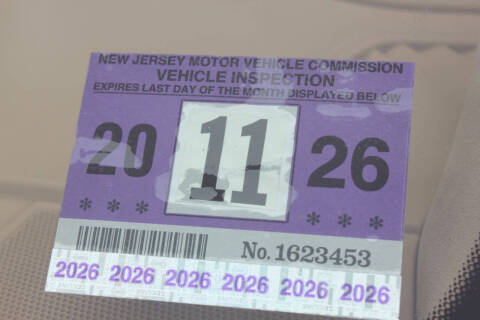 NEW JERSEY MOTOR VEHICLE COMMISSION
VEHICLE INSPECTION
EXPIRES LAST DAY OF THE MONTH DISPLAYED BELOW
20 11 26
* * * * * *
No. 1623453
2026 2026 2026 2026 2026 2026